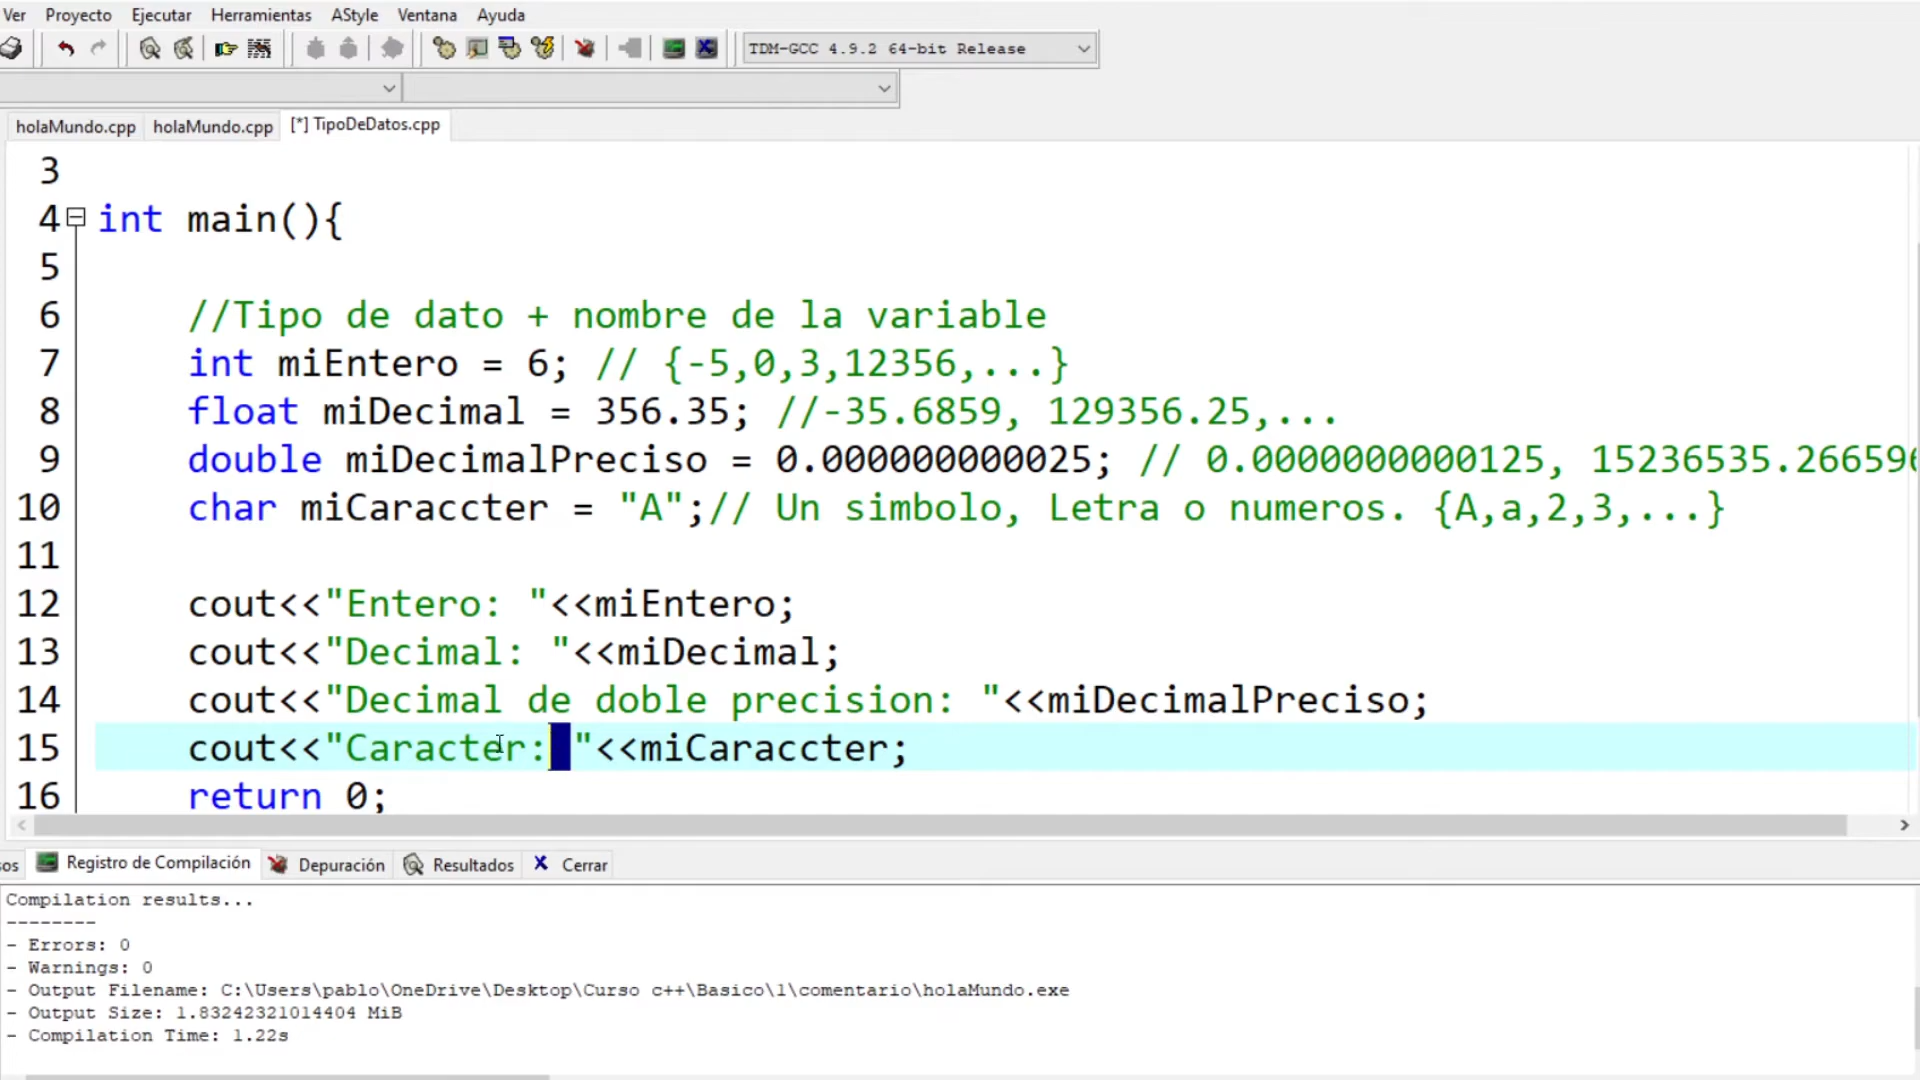 Ver Proyecto Ejecutar Herramientas AStyle Ventana Ayuda
TDM-GCC 4.9.2 64-bit Release
holaMundo.cpp holaMundo.cpp [*] TipoDeDatos.cpp
3
4 int main(){
5
6 //Tipo de dato + nombre de la variable
7 int miEntero = 6; // {-5,0,3,12356,...}
8 float miDecimal = 356.35; //-35.6859, 129356.25,...
9 double miDecimalPreciso = 0.000000000025; // 0.0000000000125, 15236535.266596
10 char miCaraccter = "A";// Un simbolo, Letra o numeros. {A,a,2,3,...}
11
12 cout<<"Entero: "<<miEntero;
13 cout<<"Decimal: "<<miDecimal;
14 cout<<"Decimal de doble precision: "<<miDecimalPreciso;
15 cout<<"Caracter: "<<miCaraccter;
16 return 0;
sos Registro de Compilación Depuración Resultados Cerrar
Compilation results...
--------
- Errors: 0
- Warnings: 0
- Output Filename: C:\Users\pablo\OneDrive\Desktop\Curso c++\Basico\1\comentario\holaMundo.exe
- Output Size: 1.83242321014404 MiB
- Compilation Time: 1.22s